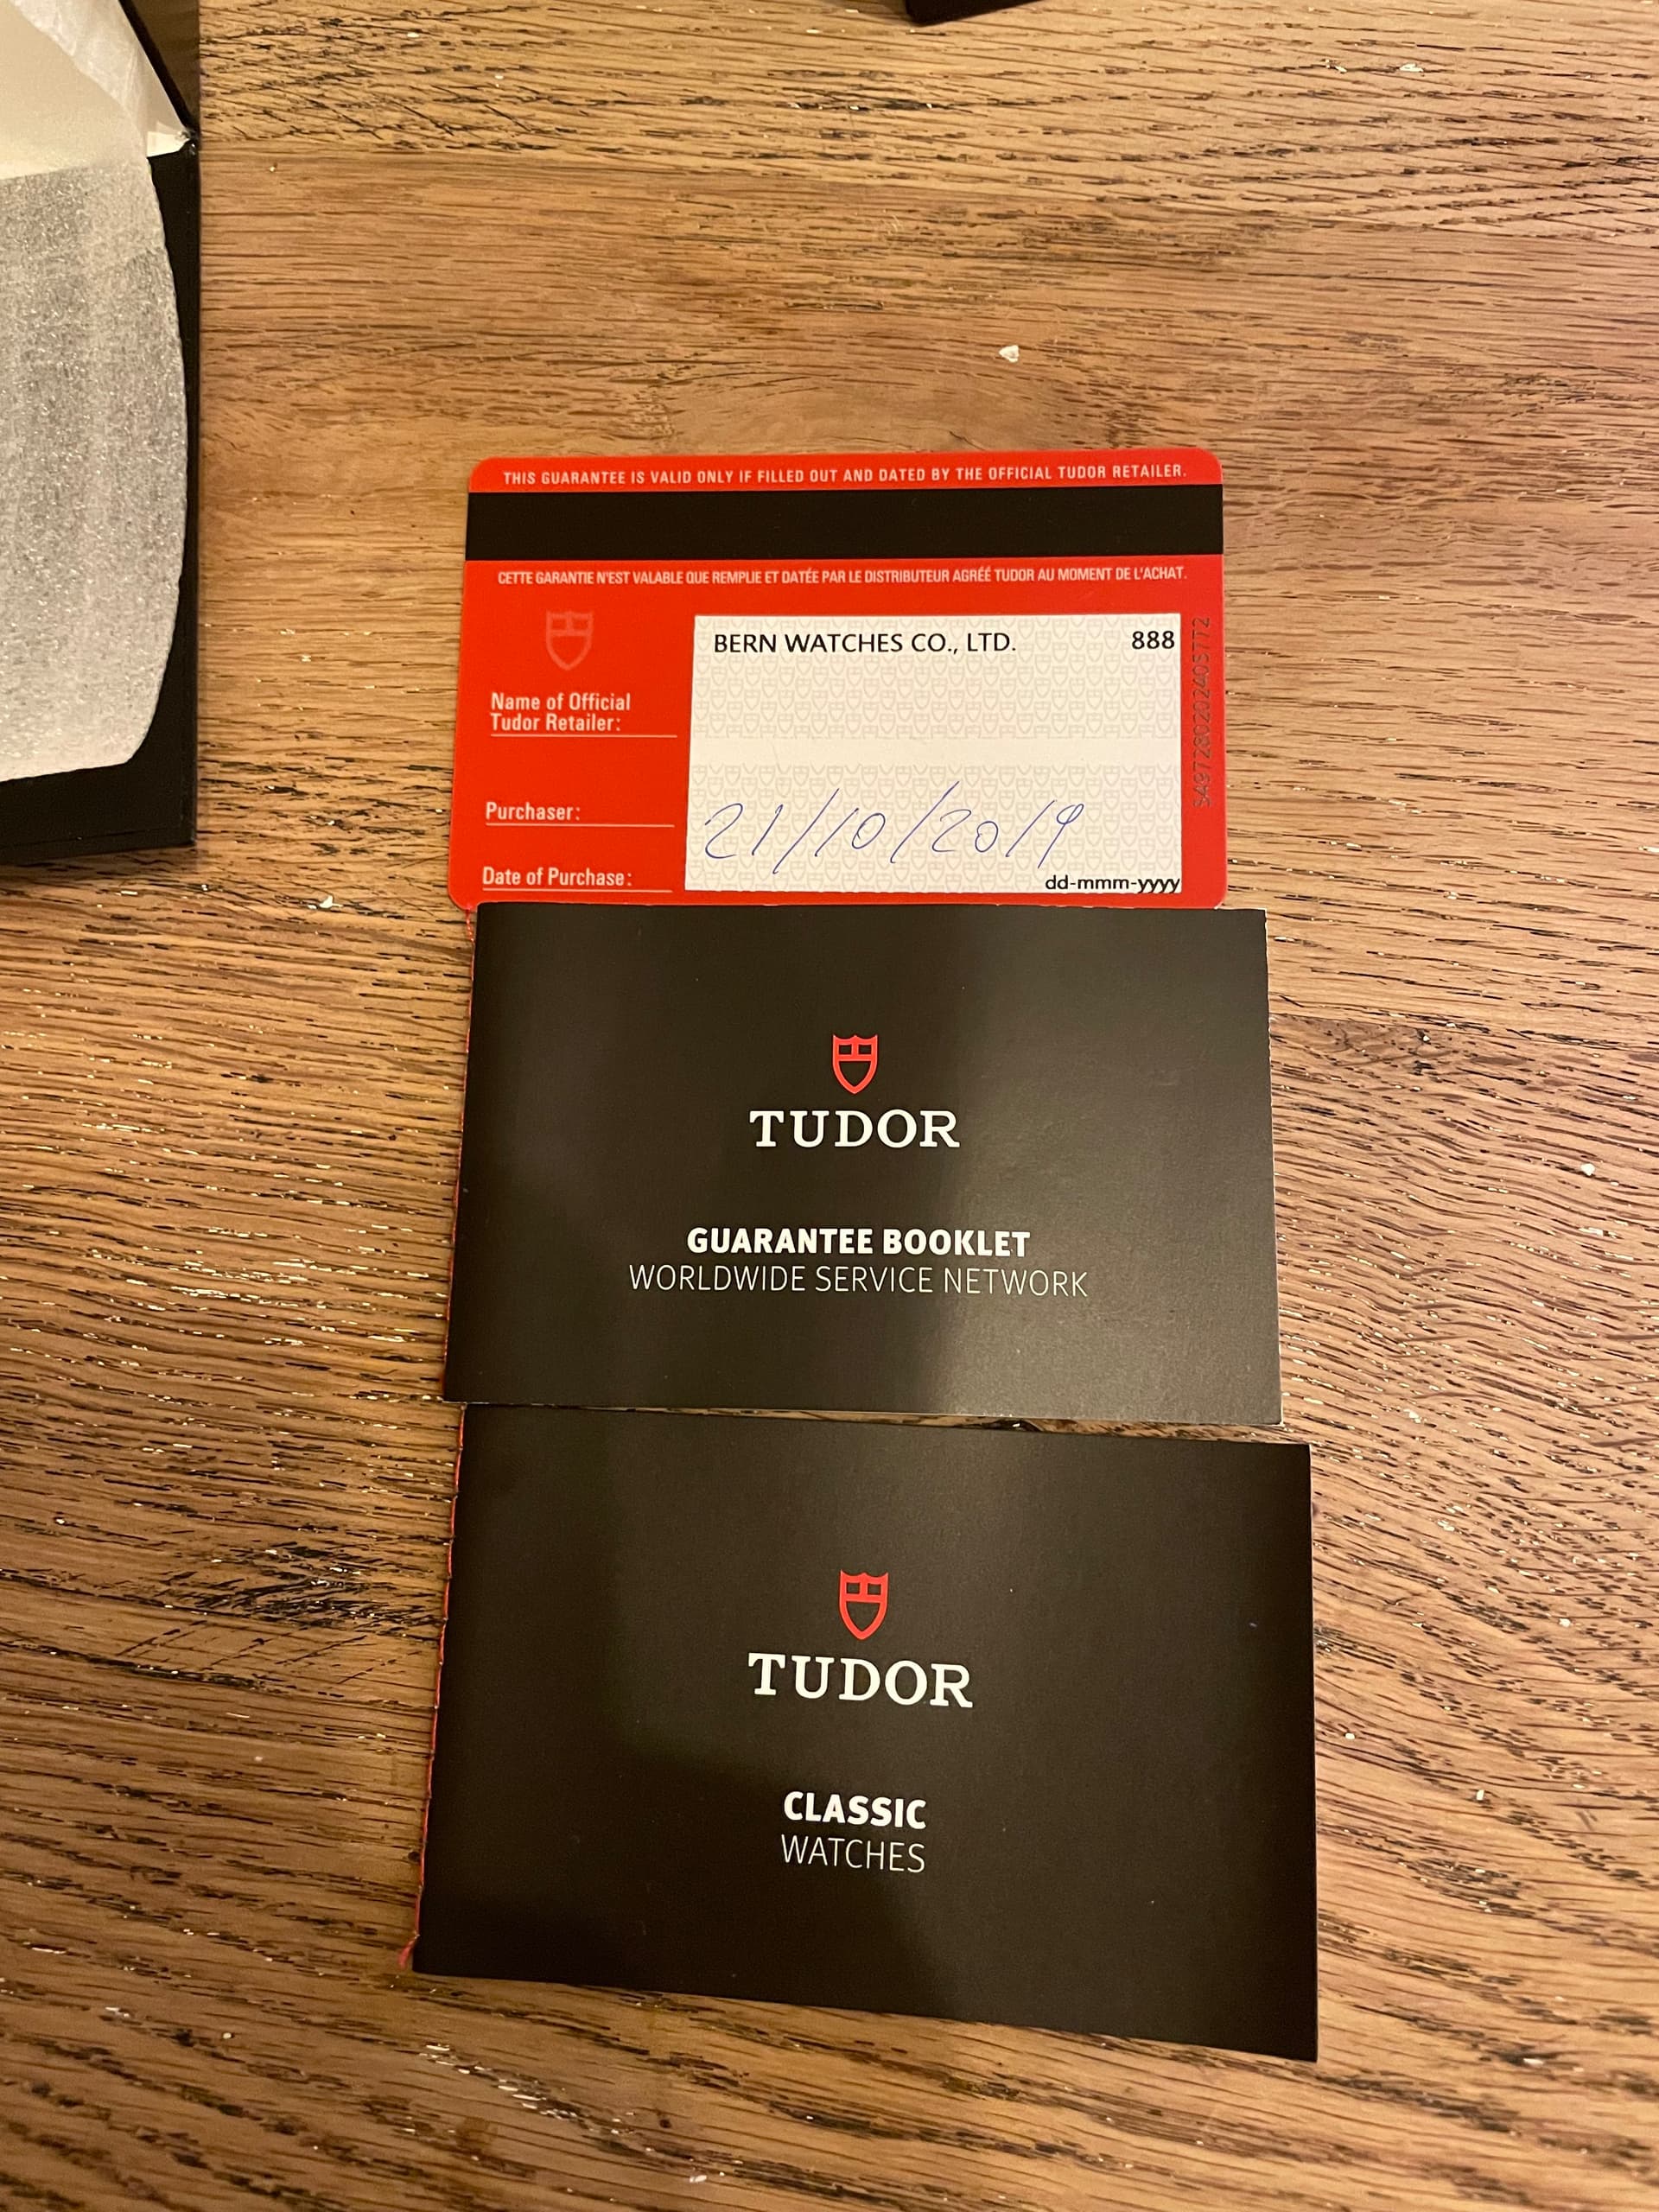 THIS GUARANTEE IS VALID ONLY IF FILLED OUT AND DATED BY THE OFFICIAL TUDOR RETAILER.
CETTE GARANTIE N'EST VALABLE QUE REMPLIE ET DATÉE PAR LE DISTRIBUTEUR AGRÉÉ TUDOR AU MOMENT DE L'ACHAT.
BERN WATCHES CO., LTD. 888
Name of Official
Tudor Retailer:
Purchaser:
21/10/2019
Date of Purchase:
dd-mmm-yyyy
TUDOR
GUARANTEE BOOKLET
WORLDWIDE SERVICE NETWORK
TUDOR
CLASSIC
WATCHES